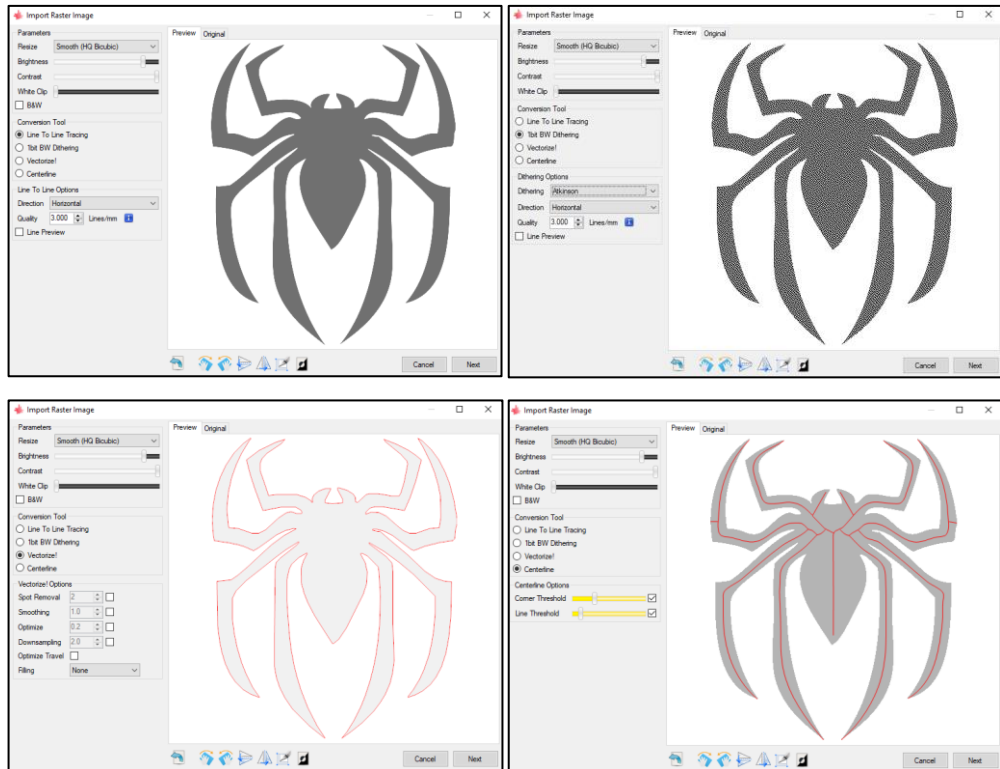 Import Raster Image
Parameters
Resize Smooth (HQ Bicubic)
Brightness
Contrast
White Clip
B&W
Conversion Tool
Line To Line Tracing
1bit BW Dithering
Vectorize!
Centerline
Line To Line Options
Direction Horizontal
Quality 3.000 Lines/mm
Line Preview
Preview Original
Cancel Next
Import Raster Image
Parameters
Resize Smooth (HQ Bicubic)
Brightness
Contrast
White Clip
B&W
Conversion Tool
Line To Line Tracing
1bit BW Dithering
Vectorize!
Centerline
Dithering Options
Dithering Atkinson
Direction Horizontal
Quality 3.000 Lines/mm
Line Preview
Preview Original
Cancel Next
Import Raster Image
Parameters
Resize Smooth (HQ Bicubic)
Brightness
Contrast
White Clip
B&W
Conversion Tool
Line To Line Tracing
1bit BW Dithering
Vectorize!
Centerline
Vectorize! Options
Spot Removal 2
Smoothing 1.0
Optimize 0.2
Downsampling 2.0
Optimize Travel
Filling None
Preview Original
Cancel Next
Import Raster Image
Parameters
Resize Smooth (HQ Bicubic)
Brightness
Contrast
White Clip
B&W
Conversion Tool
Line To Line Tracing
1bit BW Dithering
Vectorize!
Centerline
Centerline Options
Corner Threshold
Line Threshold
Preview Original
Cancel Next